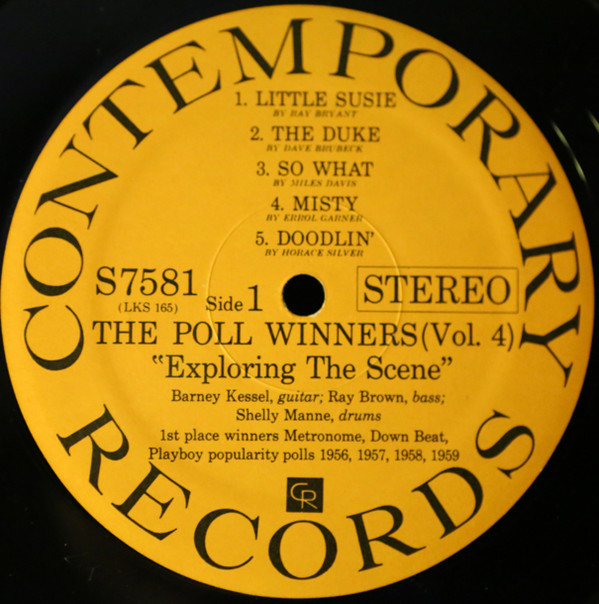 CONTEMPORARY
1. LITTLE SUSIE
BY RAY BRYANT
2. THE DUKE
BY DAVE BRUBECK
3. SO WHAT
BY MILES DAVIS
4. MISTY
BY ERROL GARNER
5. DOODLIN'
BY HORACE SILVER
S7581
(LKS 165)
Side 1
STEREO
THE POLL WINNERS (Vol. 4)
"Exploring The Scene"
Barney Kessel, guitar; Ray Brown, bass;
Shelly Manne, drums
1st place winners Metronome, Down Beat,
Playboy popularity polls 1956, 1957, 1958, 1959
CR
RECORDS